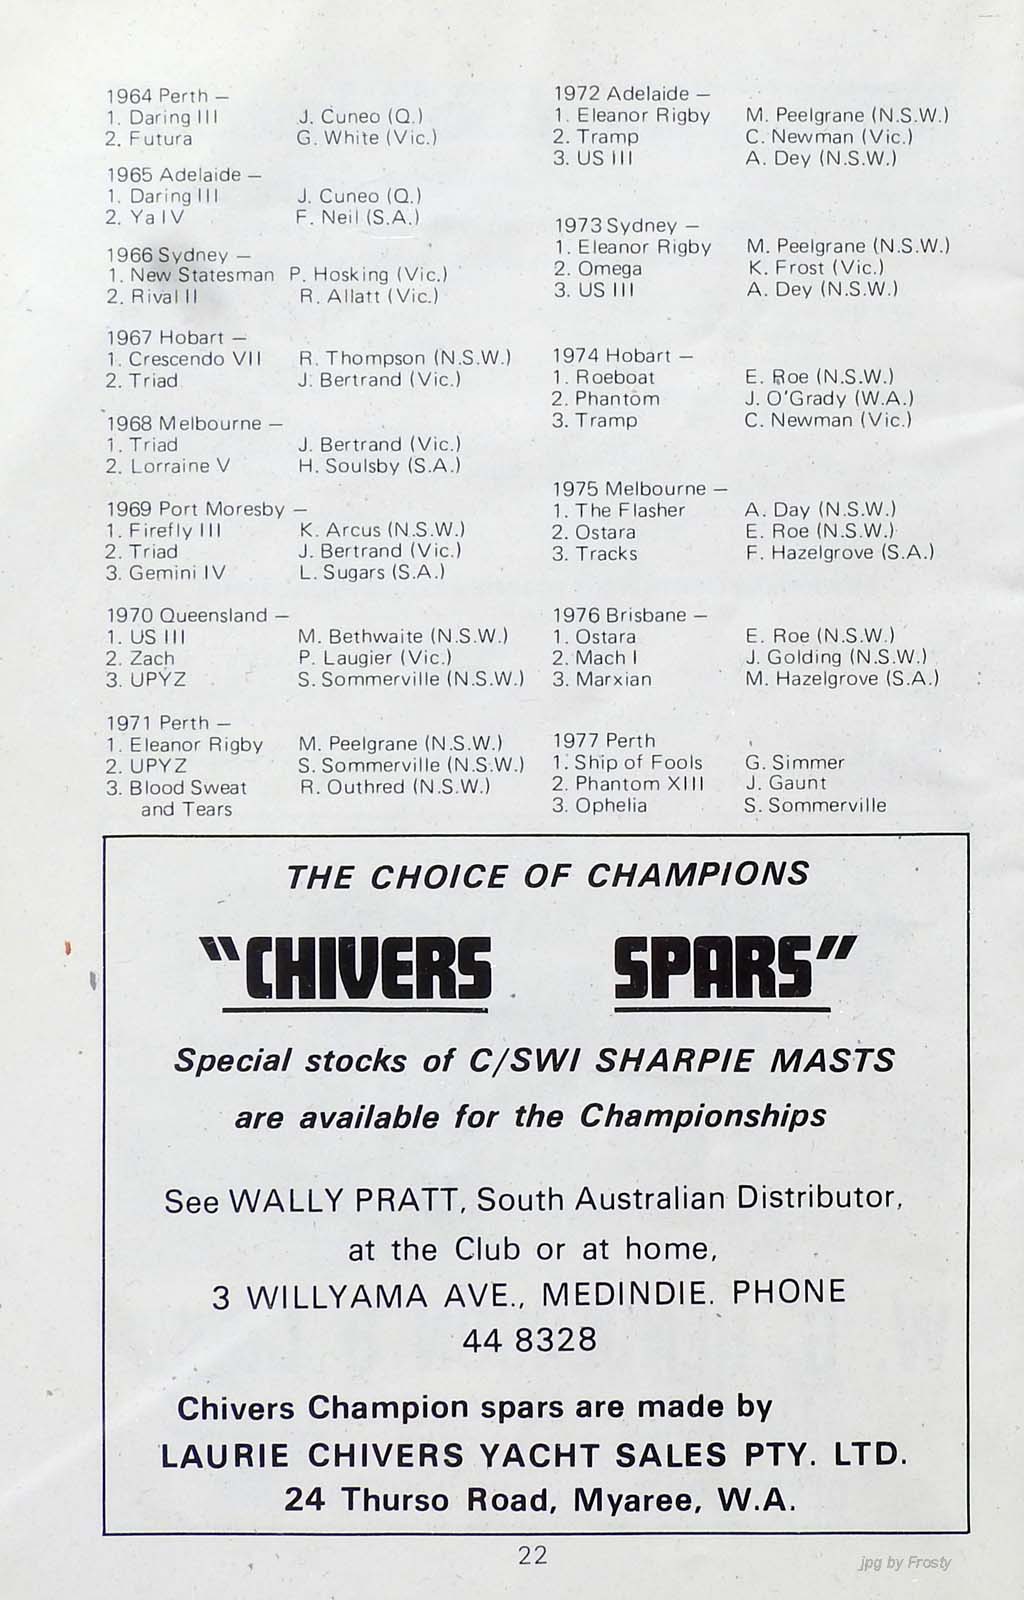 1964 Perth –
1. Daring III J. Cuneo (Q.)
2. Futura G. White (Vic.)
1965 Adelaide –
1. Daring III J. Cuneo (Q.)
2. Ya IV F. Neil (S.A.)
1966 Sydney –
1. New Statesman P. Hosking (Vic.)
2. Rival II R. Allatt (Vic.)
1967 Hobart –
1. Crescendo VII R. Thompson (N.S.W.)
2. Triad J. Bertrand (Vic.)
1968 Melbourne –
1. Triad J. Bertrand (Vic.)
2. Lorraine V H. Soulsby (S.A.)
1969 Port Moresby –
1. Firefly III K. Arcus (N.S.W.)
2. Triad J. Bertrand (Vic.)
3. Gemini IV L. Sugars (S.A.)
1970 Queensland –
1. US III M. Bethwaite (N.S.W.)
2. Zach P. Laugier (Vic.)
3. UPYZ S. Sommerville (N.S.W.)
1971 Perth –
1. Eleanor Rigby M. Peelgrane (N.S.W.)
2. UPYZ S. Sommerville (N.S.W.)
3. Blood Sweat R. Outhred (N.S.W.)
and Tears
1972 Adelaide –
1. Eleanor Rigby M. Peelgrane (N.S.W.)
2. Tramp C. Newman (Vic.)
3. US III A. Dey (N.S.W.)
1973 Sydney –
1. Eleanor Rigby M. Peelgrane (N.S.W.)
2. Omega K. Frost (Vic.)
3. US III A. Dey (N.S.W.)
1974 Hobart –
1. Roeboat E. Roe (N.S.W.)
2. Phantom J. O'Grady (W.A.)
3. Tramp C. Newman (Vic.)
1975 Melbourne –
1. The Flasher A. Day (N.S.W.)
2. Ostara E. Roe (N.S.W.)
3. Tracks F. Hazelgrove (S.A.)
1976 Brisbane –
1. Ostara E. Roe (N.S.W.)
2. Mach I J. Golding (N.S.W.)
3. Marxian M. Hazelgrove (S.A.)
1977 Perth
1. Ship of Fools G. Simmer
2. Phantom XIII J. Gaunt
3. Ophelia S. Sommerville
THE CHOICE OF CHAMPIONS
"CHIVERS SPARS"
Special stocks of C/SWI SHARPIE MASTS
are available for the Championships
See WALLY PRATT, South Australian Distributor,
at the Club or at home,
3 WILLYAMA AVE., MEDINDIE. PHONE
44 8328
Chivers Champion spars are made by
LAURIE CHIVERS YACHT SALES PTY. LTD.
24 Thurso Road, Myaree, W.A.
22
jpg by Frosty